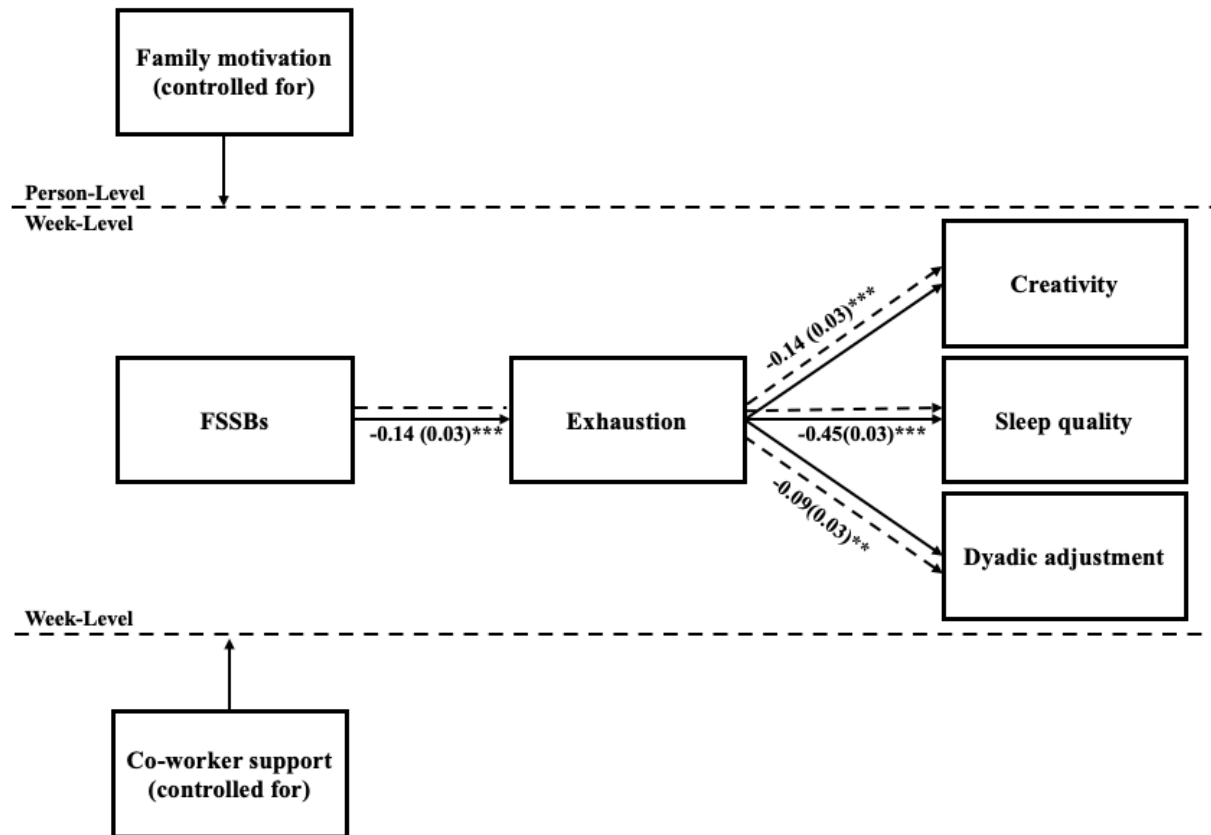 Family motivation
(controlled for)
Person-Level
Week-Level
Creativity
-0.14 (0.03)***
FSSBs
-0.14 (0.03)***
Exhaustion
-0.45(0.03)***
Sleep quality
-0.09(0.03)**
Dyadic adjustment
Week-Level
Co-worker support
(controlled for)